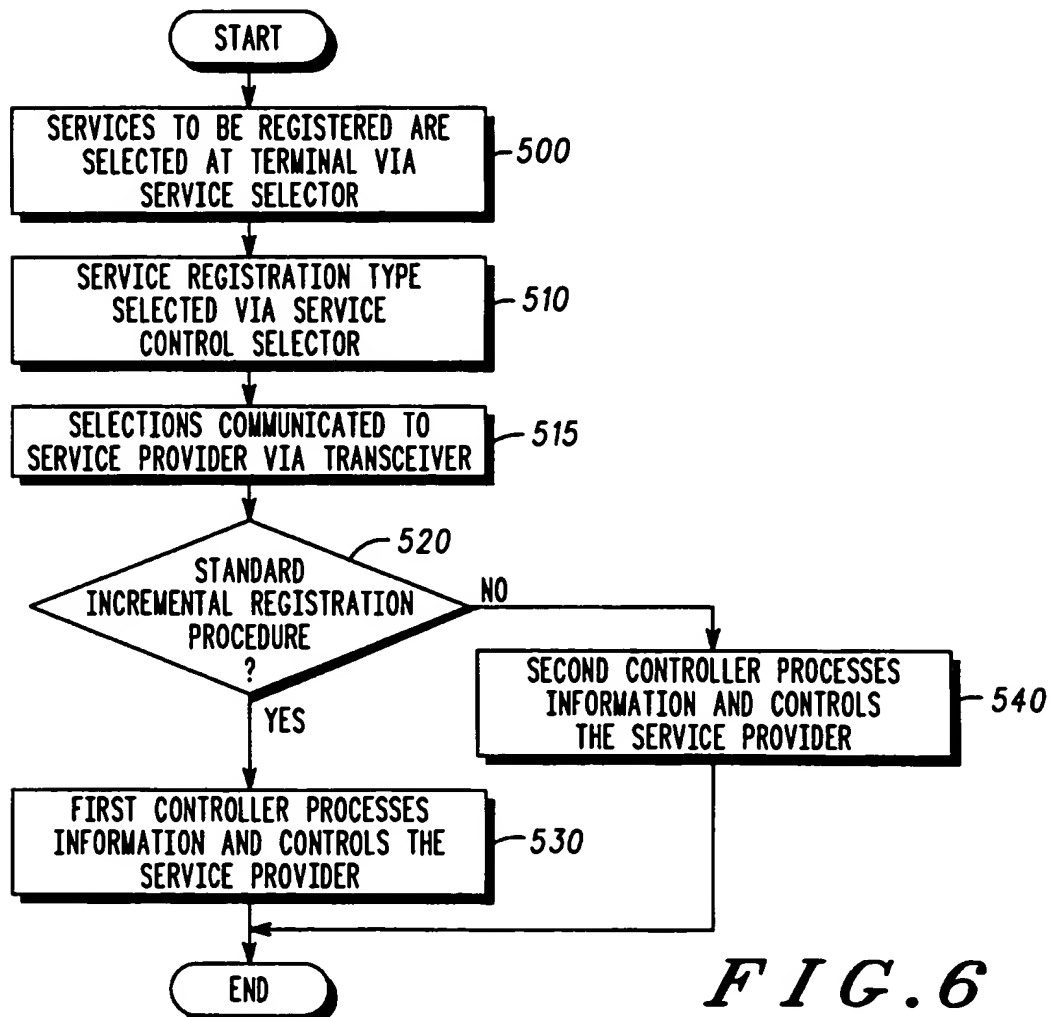 START
SERVICES TO BE REGISTERED ARE
SELECTED AT TERMINAL VIA
SERVICE SELECTOR
500
SERVICE REGISTRATION TYPE
SELECTED VIA SERVICE
CONTROL SELECTOR
510
SELECTIONS COMMUNICATED TO
SERVICE PROVIDER VIA TRANSCEIVER
515
520
STANDARD
INCREMENTAL REGISTRATION
PROCEDURE
?
NO
YES
SECOND CONTROLLER PROCESSES
INFORMATION AND CONTROLS
THE SERVICE PROVIDER
540
FIRST CONTROLLER PROCESSES
INFORMATION AND CONTROLS THE
SERVICE PROVIDER
530
END
FIG.6